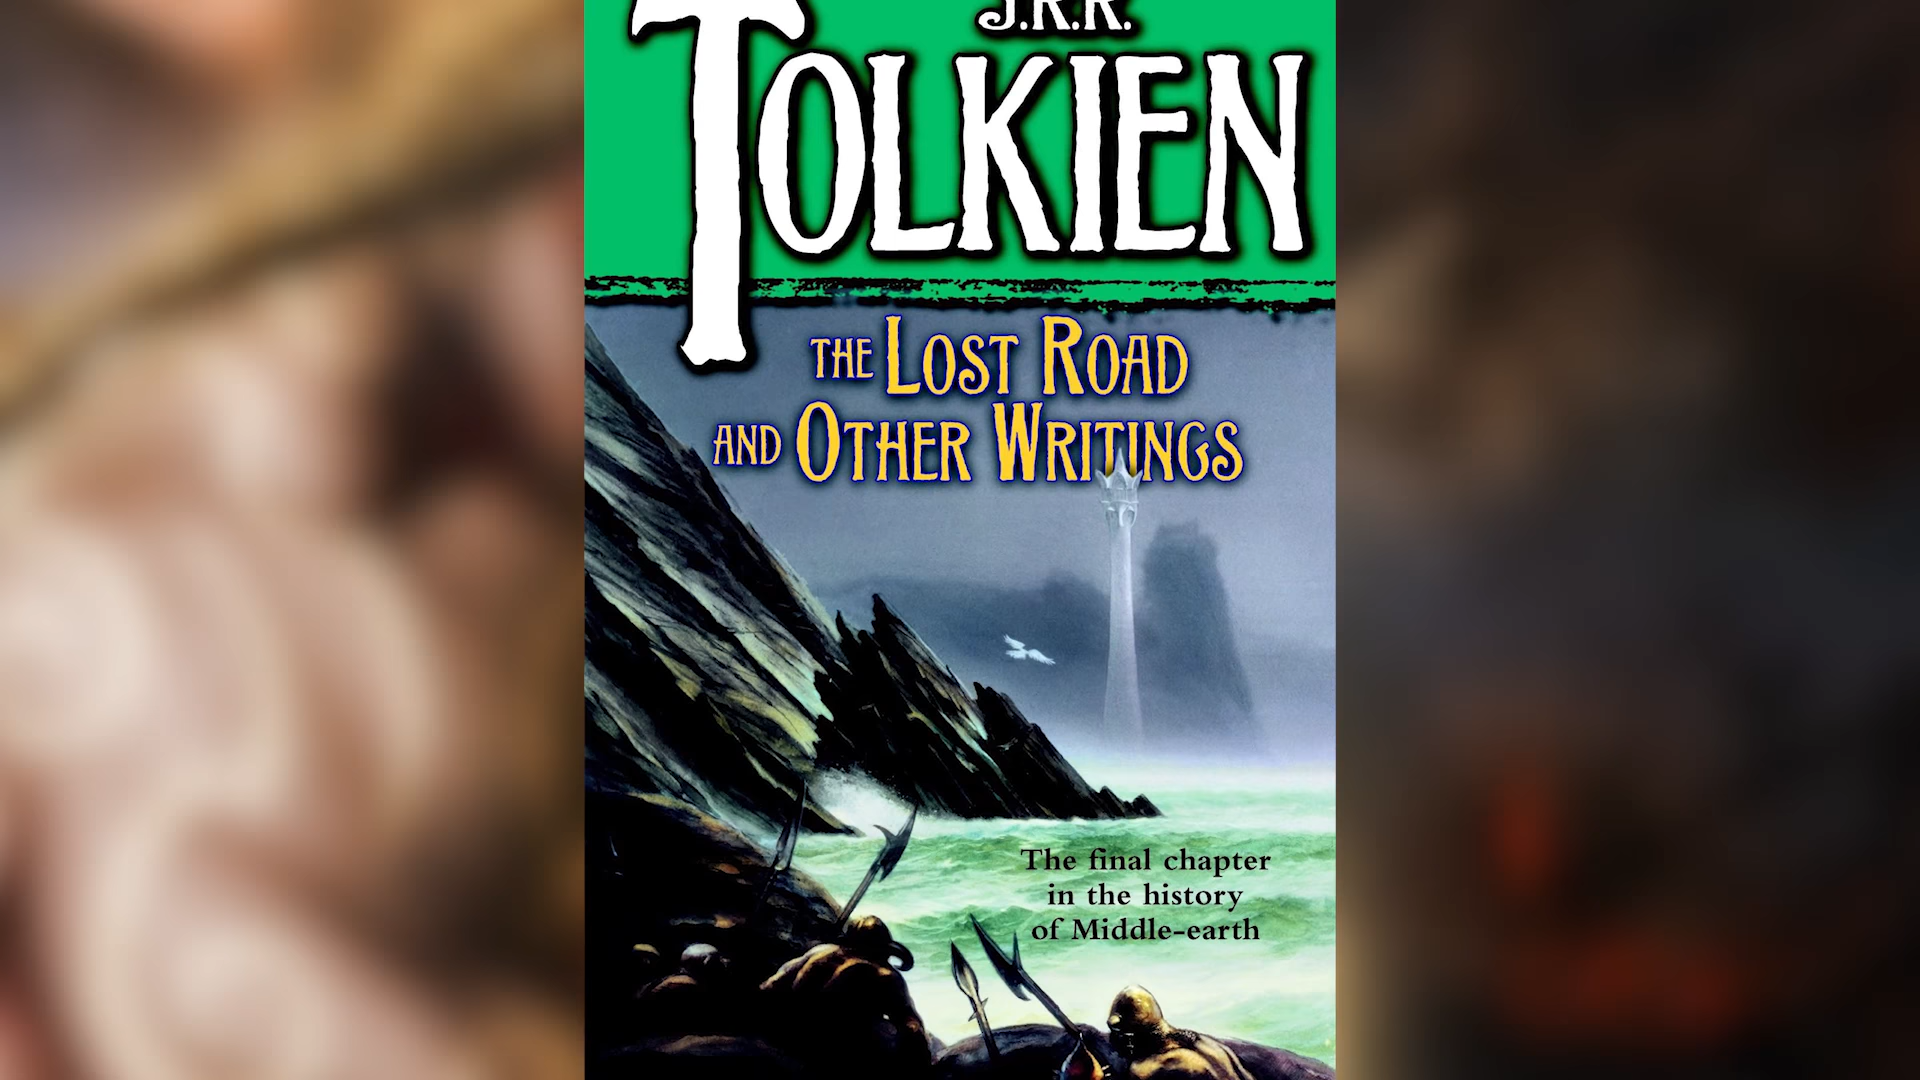 J.R.R.
TOLKIEN
THE LOST ROAD
AND OTHER WRITINGS
The final chapter
in the history
of Middle-earth